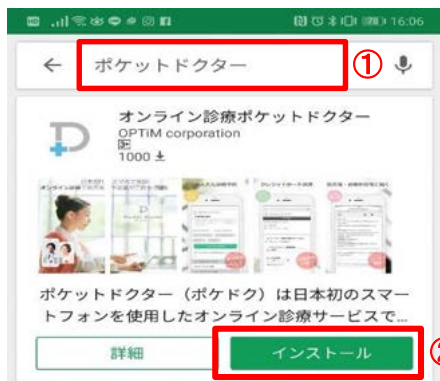 16:06
ポケットドクター
①
オンライン診療ポケットドクター
OPTiM corporation
3+
1000
ポケットドクター（ポケドク）は日本初のスマー
トフォンを使用したオンライン診療サービスで...
詳細
インストール
②